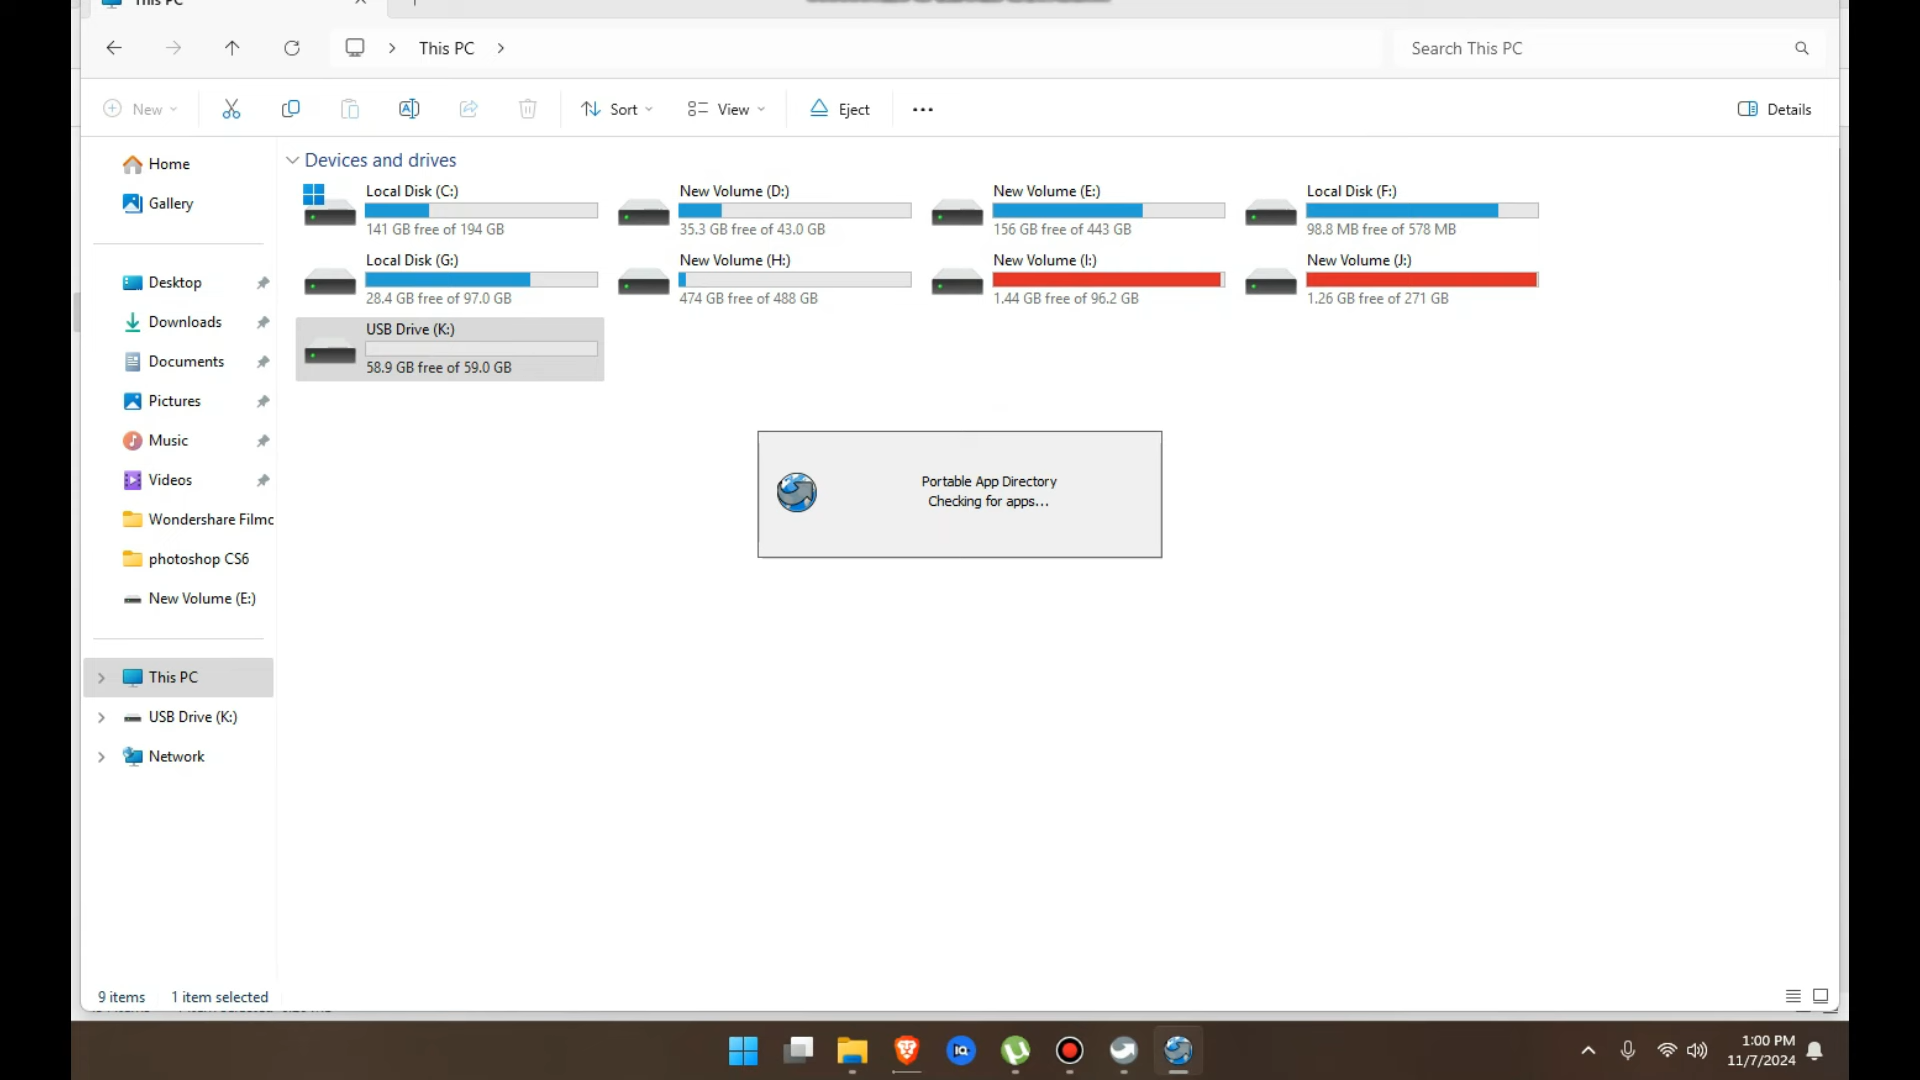 This PC
This PC
Search This PC
New
Sort
View
Eject
Details
Home
Gallery
Desktop
Downloads
Documents
Pictures
Music
Videos
Wondershare Filmo
photoshop CS6
New Volume (E:)
This PC
USB Drive (K:)
Network
Devices and drives
Local Disk (C:)
141 GB free of 194 GB
New Volume (D:)
35.3 GB free of 43.0 GB
New Volume (E:)
156 GB free of 443 GB
Local Disk (F:)
98.8 MB free of 578 MB
Local Disk (G:)
28.4 GB free of 97.0 GB
New Volume (H:)
474 GB free of 488 GB
New Volume (I:)
1.44 GB free of 96.2 GB
New Volume (J:)
1.26 GB free of 271 GB
USB Drive (K:)
58.9 GB free of 59.0 GB
Portable App Directory
Checking for apps...
9 items 1 item selected
IQ
1:00 PM
11/7/2024